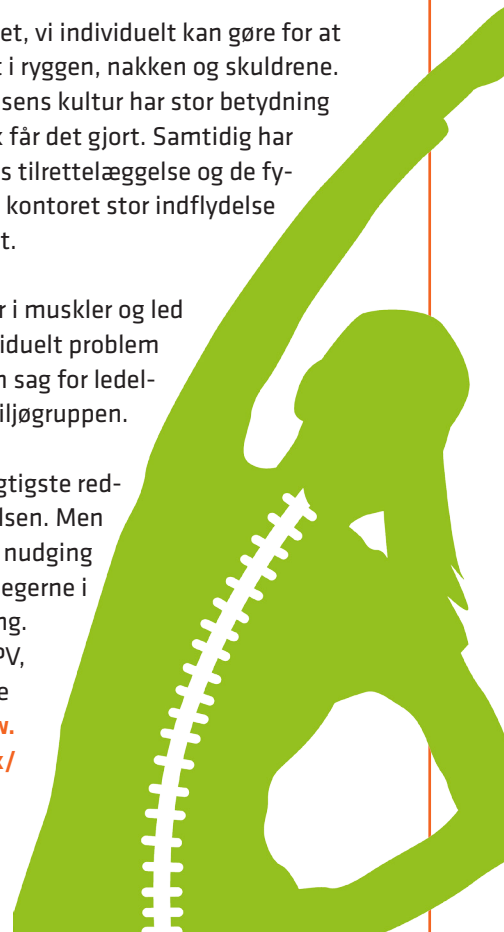 et, vi individuelt kan gøre for at
i ryggen, nakken og skuldrene.
sens kultur har stor betydning
får det gjort. Samtidig har
s tilrettelæggelse og de fy-
kontoret stor indflydelse
t.
r i muskler og led
iduelt problem
n sag for ledel-
iljøgruppen.
gtigste red-
lsen. Men
nudging
egerne i
ng.
PV,
e
w.
k/